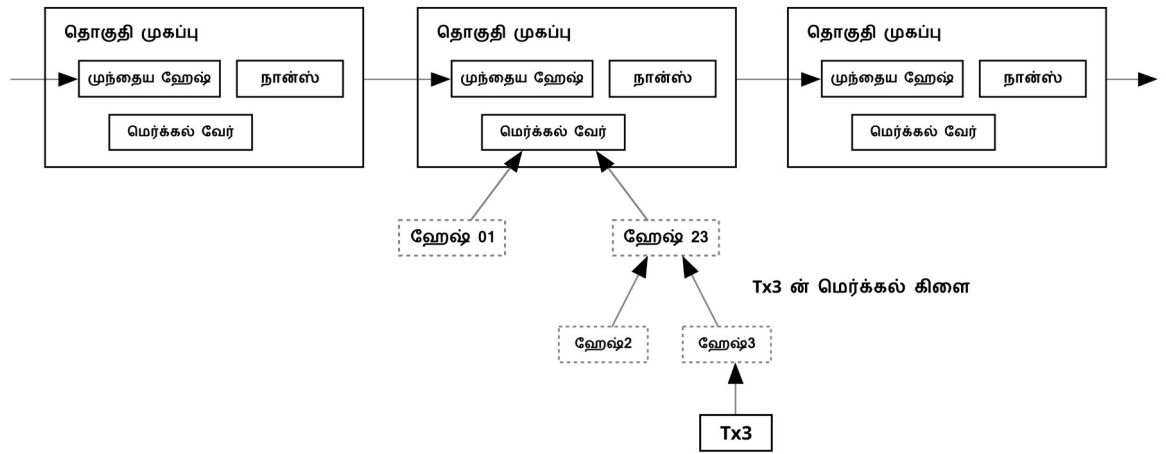 தொகுதி முகப்பு
முந்தைய ஹேஷ்
நான்ஸ்
மெர்க்கல் வேர்
தொகுதி முகப்பு
முந்தைய ஹேஷ்
நான்ஸ்
மெர்க்கல் வேர்
தொகுதி முகப்பு
முந்தைய ஹேஷ்
நான்ஸ்
மெர்க்கல் வேர்
ஹேஷ் 01
ஹேஷ் 23
Tx3 ன் மெர்க்கல் கிளை
ஹேஷ்2
ஹேஷ்3
Tx3